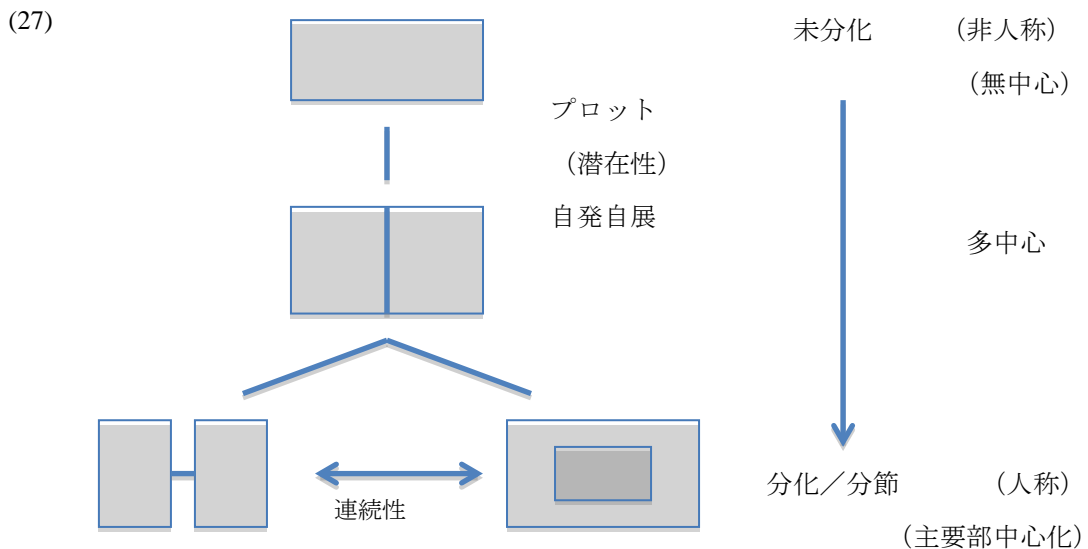 (27)
未分化 （非人称）
（無中心）
プロット
（潜在性）
自発自展
多中心
連続性
分化／分節 （人称）
（主要部中心化）